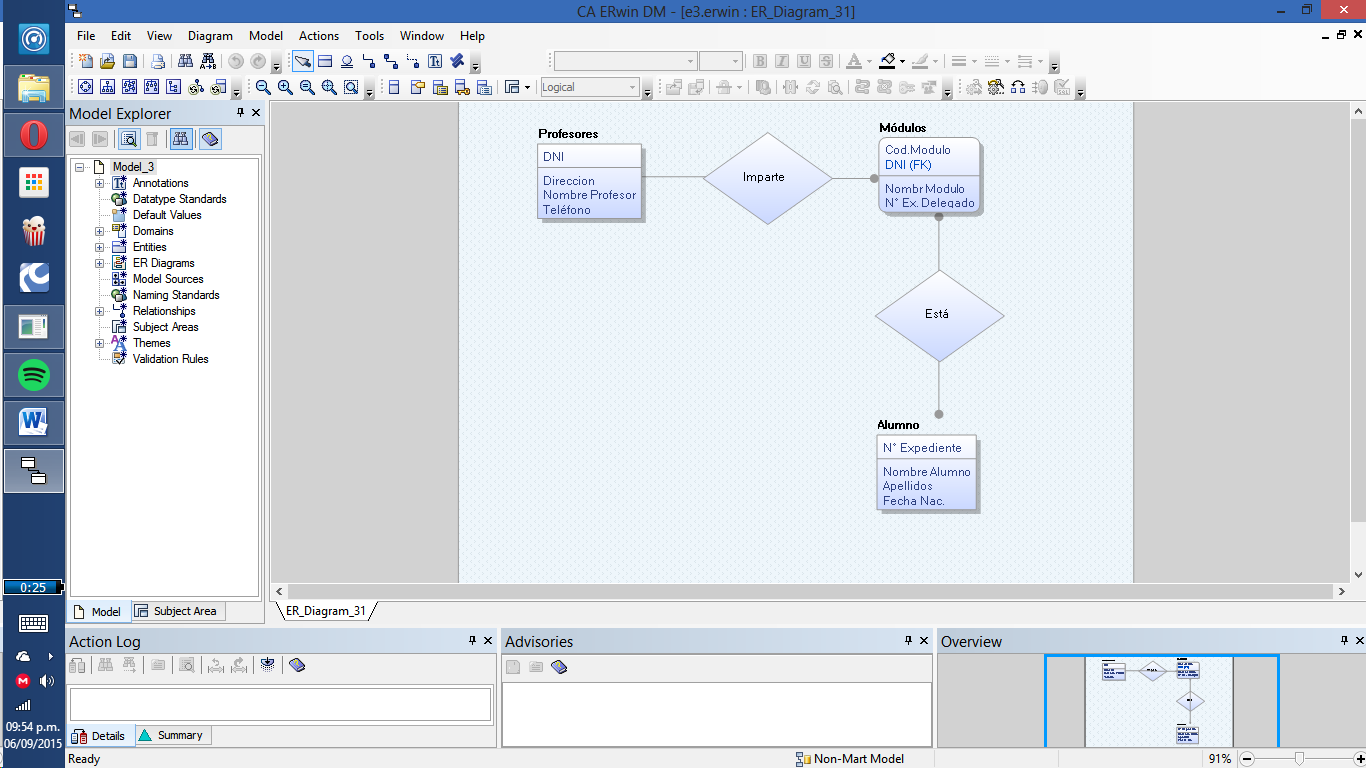 CA ERwin DM - [e3.erwin : ER_Diagram_31]
File Edit View Diagram Model Actions Tools Window Help
Logical
Model Explorer
Model_3
Annotations
Datatype Standards
Default Values
Domains
Entities
ER Diagrams
Model Sources
Naming Standards
Relationships
Subject Areas
Themes
Validation Rules
Model Subject Area
Profesores
DNI
Direccion
Nombre Profesor
Teléfono
Imparte
Módulos
Cod.Modulo
DNI (FK)
Nombr Modulo
N° Ex. Delegado
Está
Alumno
N° Expediente
Nombre Alumno
Apellidos
Fecha Nac.
ER_Diagram_31
Action Log
Details Summary
Advisories
Overview
0:25
09:54 p.m.
06/09/2015
Ready
Non-Mart Model
91%